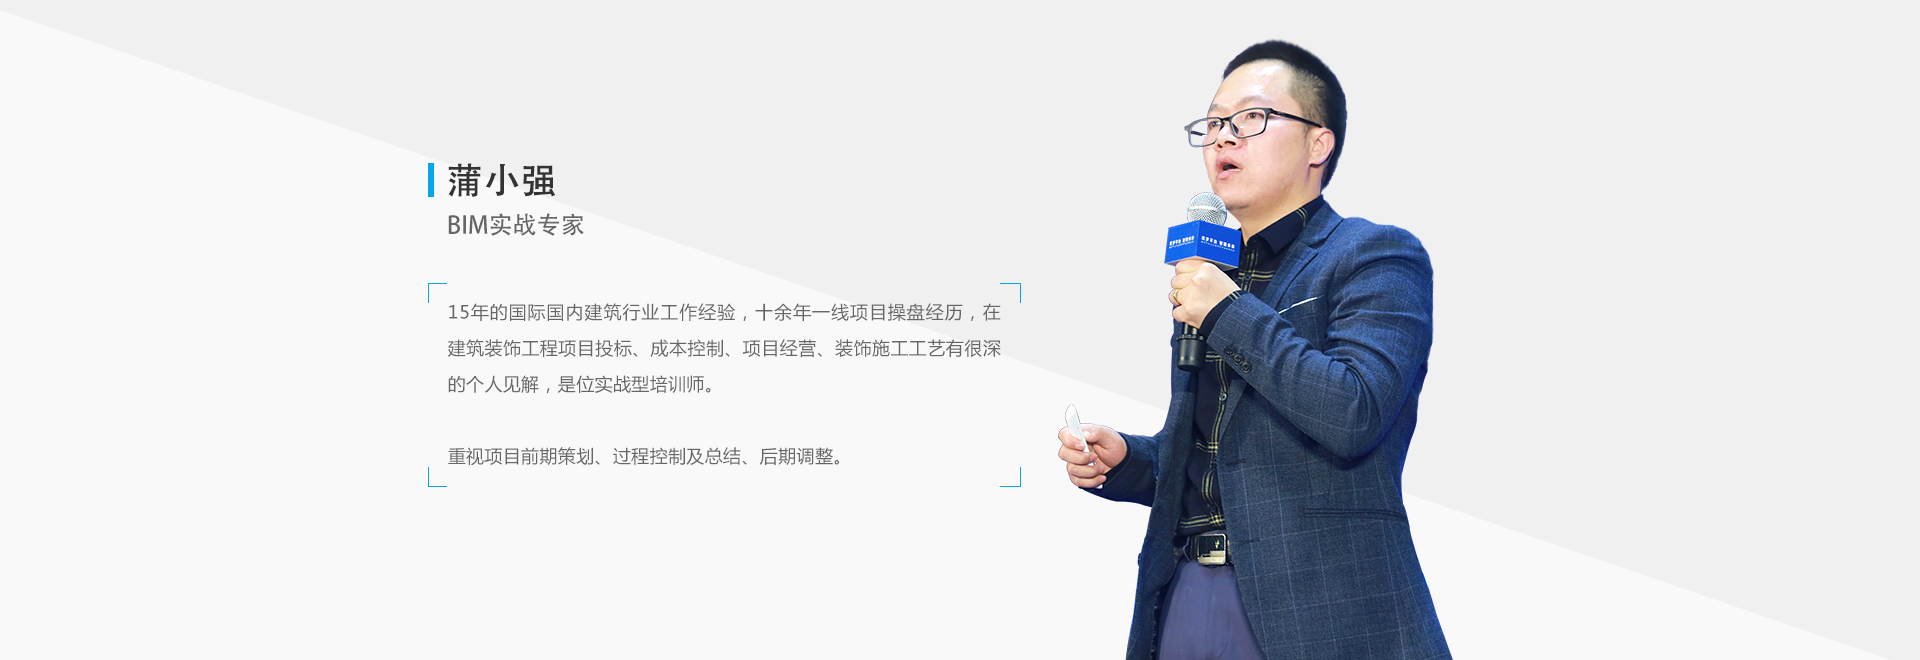 蒲小强
BIM实战专家
15年的国际国内建筑行业工作经验，十余年一线项目操盘经历，在
建筑装饰工程项目投标、成本控制、项目经营、装饰施工工艺有很深
的个人见解，是位实战型培训师。
重视项目前期策划、过程控制及总结、后期调整。